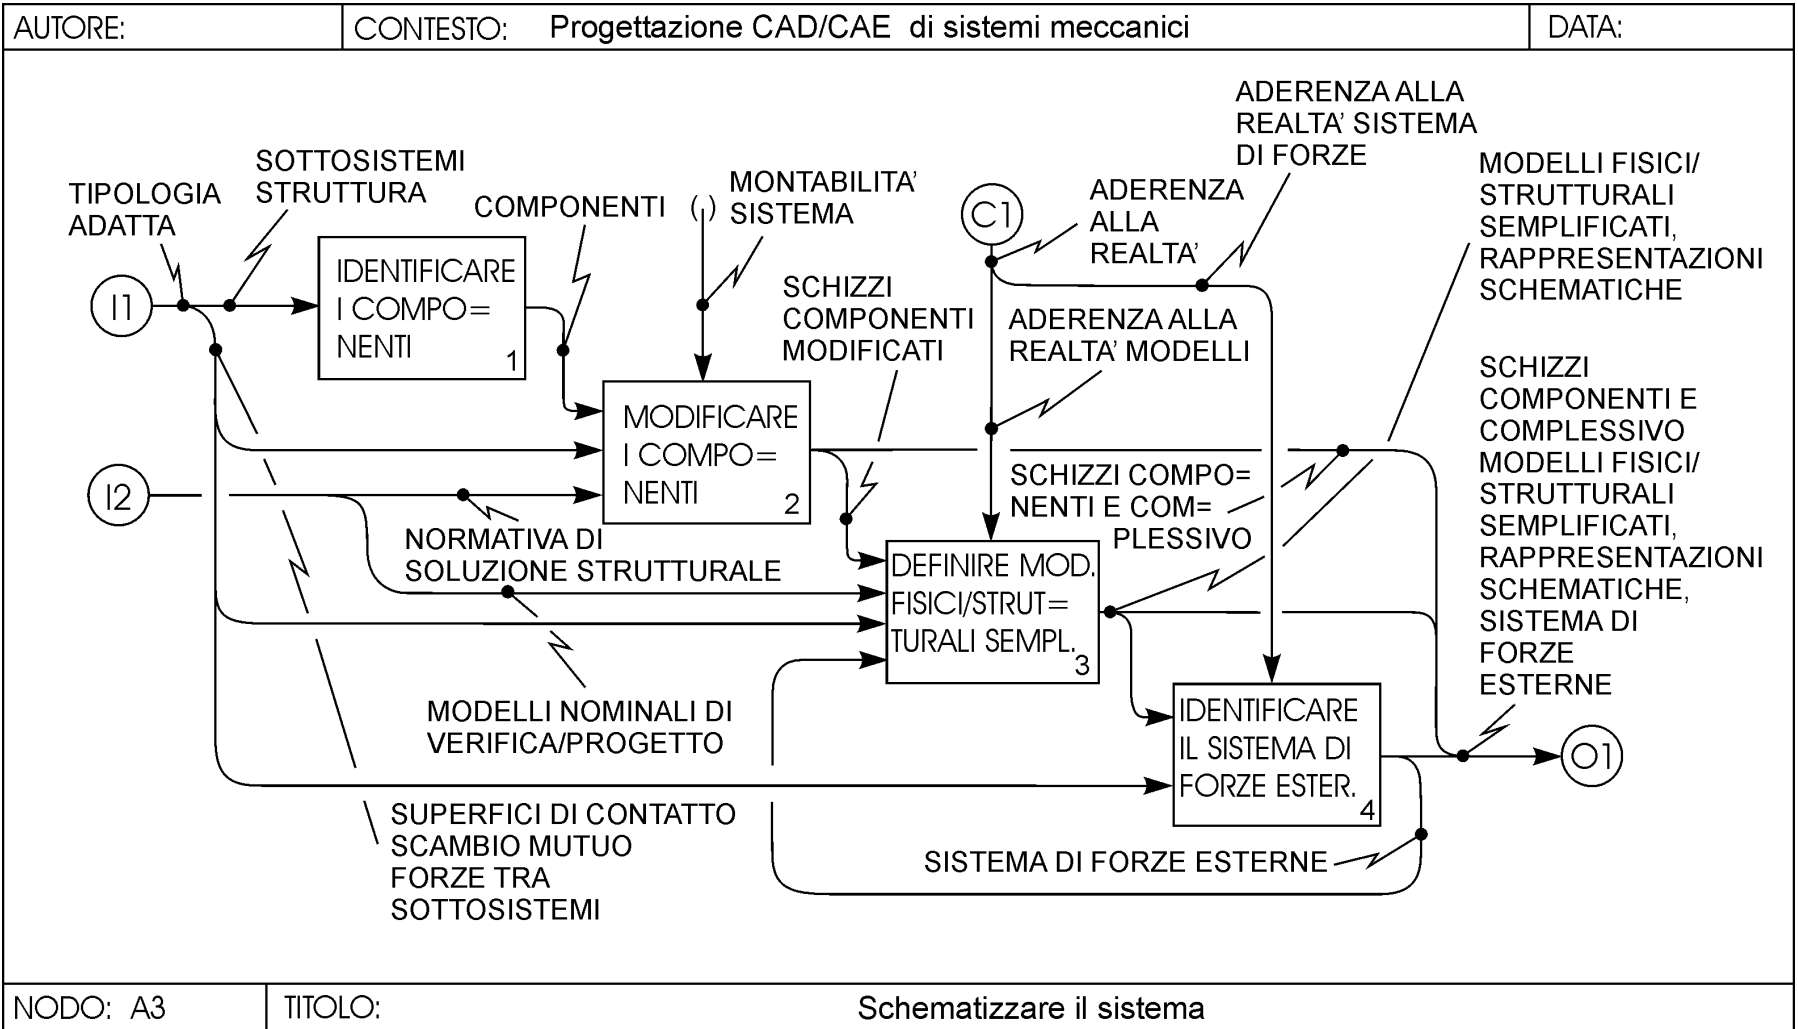 AUTORE:
CONTESTO: Progettazione CAD/CAE di sistemi meccanici
DATA:
TIPOLOGIA
ADATTA
SOTTOSISTEMI
STRUTTURA
COMPONENTI
( )
MONTABILITA'
SISTEMA
C1
ADERENZA
ALLA
REALTA'
ADERENZA ALLA
REALTA' SISTEMA
DI FORZE
MODELLI FISICI/
STRUTTURALI
SEMPLIFICATI,
RAPPRESENTAZIONI
SCHEMATICHE
I1
IDENTIFICARE
I COMPO=
NENTI
1
SCHIZZI
COMPONENTI
MODIFICATI
ADERENZA ALLA
REALTA' MODELLI
MODIFICARE
I COMPO=
NENTI
2
I2
SCHIZZI COMPO=
NENTI E COM=
PLESSIVO
SCHIZZI
COMPONENTI E
COMPLESSIVO
MODELLI FISICI/
STRUTTURALI
SEMPLIFICATI,
RAPPRESENTAZIONI
SCHEMATICHE,
SISTEMA DI
FORZE
ESTERNE
NORMATIVA DI
SOLUZIONE STRUTTURALE
DEFINIRE MOD.
FISICI/STRUT=
TURALI SEMPL.
3
MODELLI NOMINALI DI
VERIFICA/PROGETTO
IDENTIFICARE
IL SISTEMA DI
FORZE ESTER.
4
O1
SUPERFICI DI CONTATTO
SCAMBIO MUTUO
FORZE TRA
SOTTOSISTEMI
SISTEMA DI FORZE ESTERNE
NODO: A3
TITOLO: Schematizzare il sistema